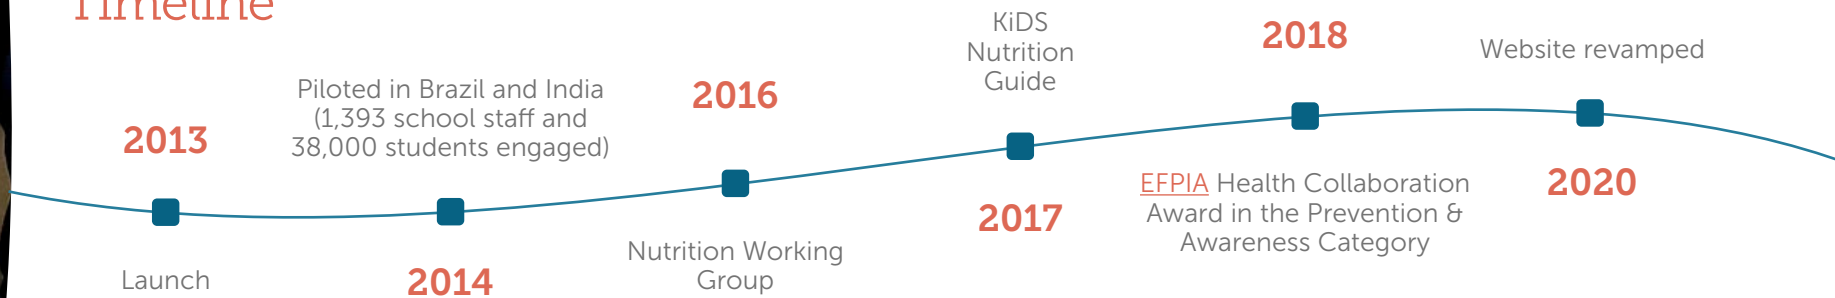 Timeline
2013
Launch
Piloted in Brazil and India
(1,393 school staff and
38,000 students engaged)
2014
2016
Nutrition Working
Group
KiDS
Nutrition
Guide
2017
2018
EFPIA Health Collaboration
Award in the Prevention &
Awareness Category
Website revamped
2020